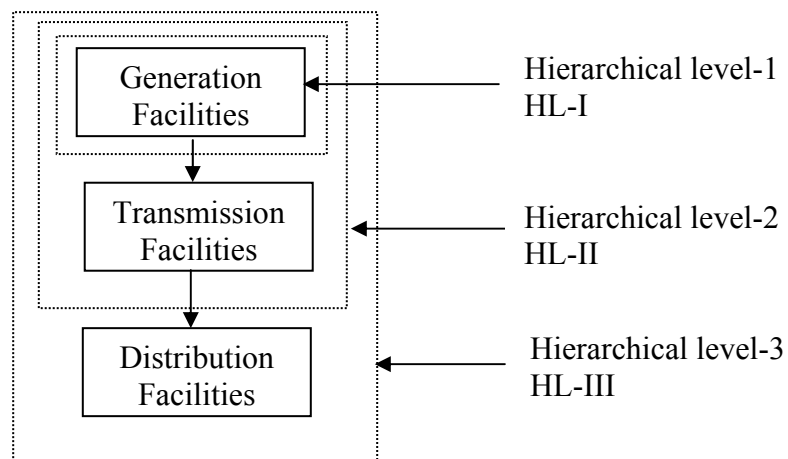 Generation
Facilities
Hierarchical level-1
HL-I
Transmission
Facilities
Hierarchical level-2
HL-II
Distribution
Facilities
Hierarchical level-3
HL-III